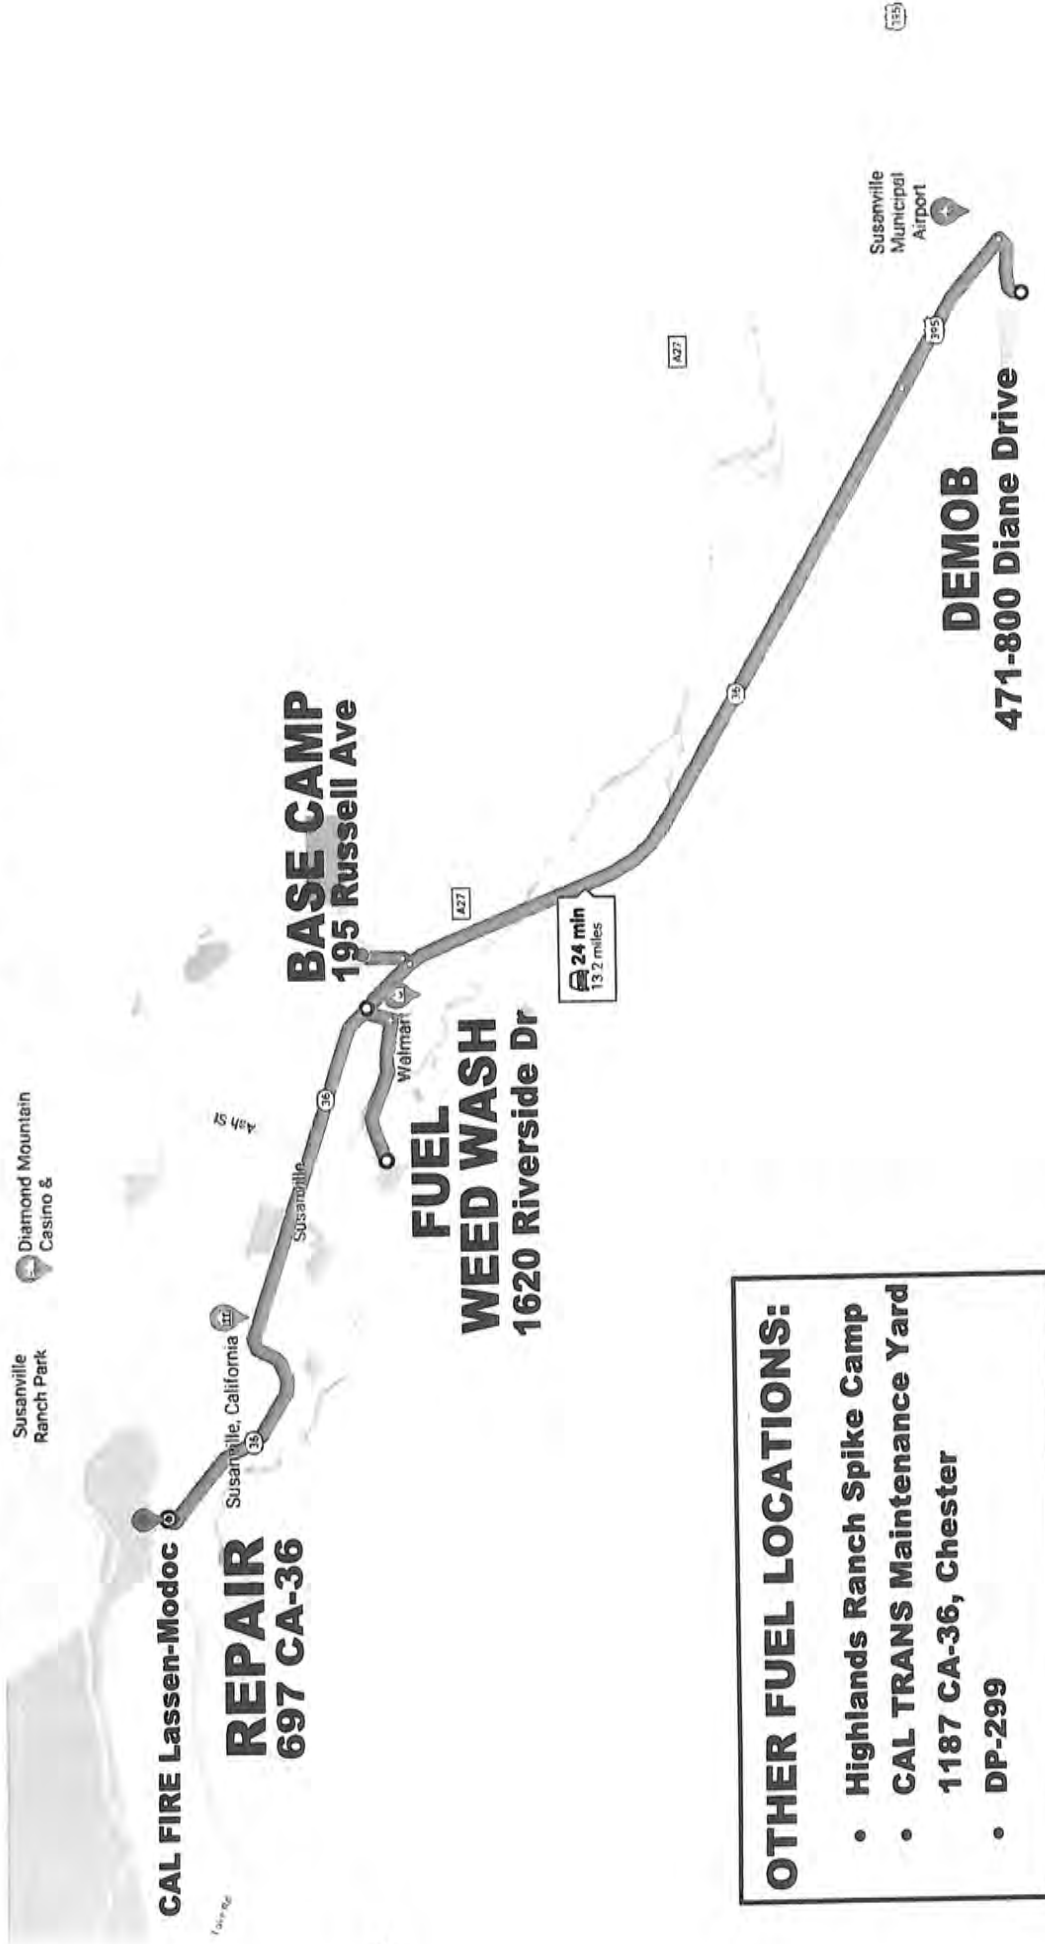 Susanville
Ranch Park
Diamond Mountain
Casino &
CAL FIRE Lassen-Modoc
REPAIR
697 CA-36
Susanville, California
36
Susanville
Ash St
36
BASE CAMP
195 Russell Ave
Walmart
FUEL
WEED WASH
1620 Riverside Dr
A27
24 min
13.2 miles
36
A27
395
Susanville
Municipal
Airport
395
DEMOB
471-800 Diane Drive
OTHER FUEL LOCATIONS:
• Highlands Ranch Spike Camp
• CAL TRANS Maintenance Yard
1187 CA-36, Chester
• DP-299